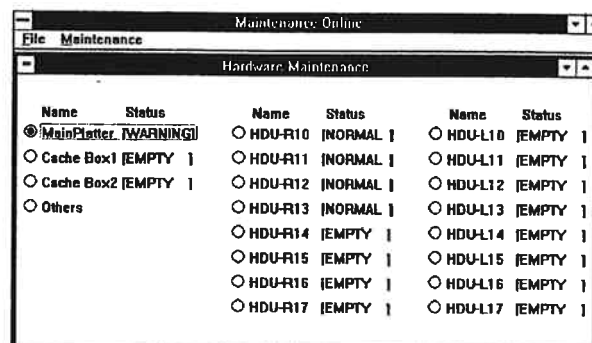 Maintenance Online
File Maintenance
Hardware Maintenance
Name Status
MainPlatter [WARNING]
Cache Box1 [EMPTY ]
Cache Box2 [EMPTY ]
Others
Name Status
HDU-R10 [NORMAL ]
HDU-R11 [NORMAL ]
HDU-R12 [NORMAL ]
HDU-R13 [NORMAL ]
HDU-R14 [EMPTY ]
HDU-R15 [EMPTY ]
HDU-R16 [EMPTY ]
HDU-R17 [EMPTY ]
Name Status
HDU-L10 [EMPTY ]
HDU-L11 [EMPTY ]
HDU-L12 [EMPTY ]
HDU-L13 [EMPTY ]
HDU-L14 [EMPTY ]
HDU-L15 [EMPTY ]
HDU-L16 [EMPTY ]
HDU-L17 [EMPTY ]